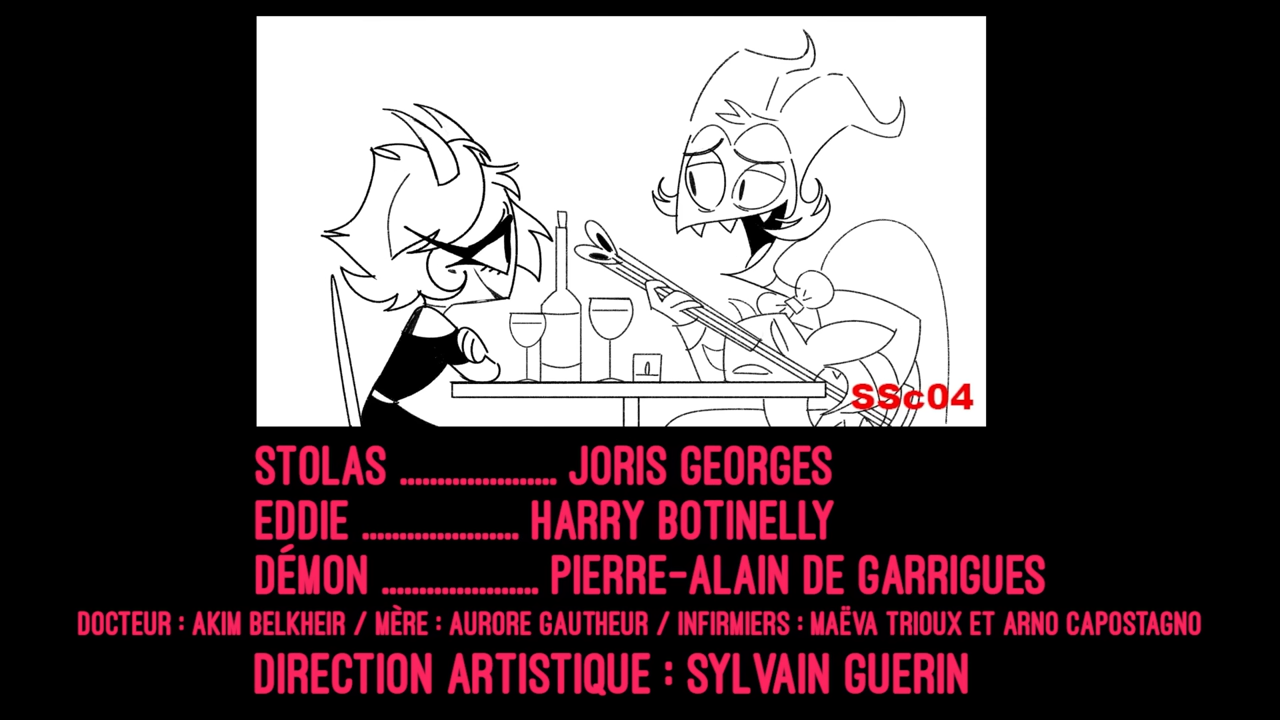 SSc04
STOLAS ..................... JORIS GEORGES
EDDIE ..................... HARRY BOTINELLY
DÉMON ..................... PIERRE-ALAIN DE GARRIGUES
DOCTEUR : AKIM BELKHEIR / MÈRE : AURORE GAUTHEUR / INFIRMIERS : MAËVA TRIOUX ET ARNO CAPOSTAGNO
DIRECTION ARTISTIQUE : SYLVAIN GUERIN